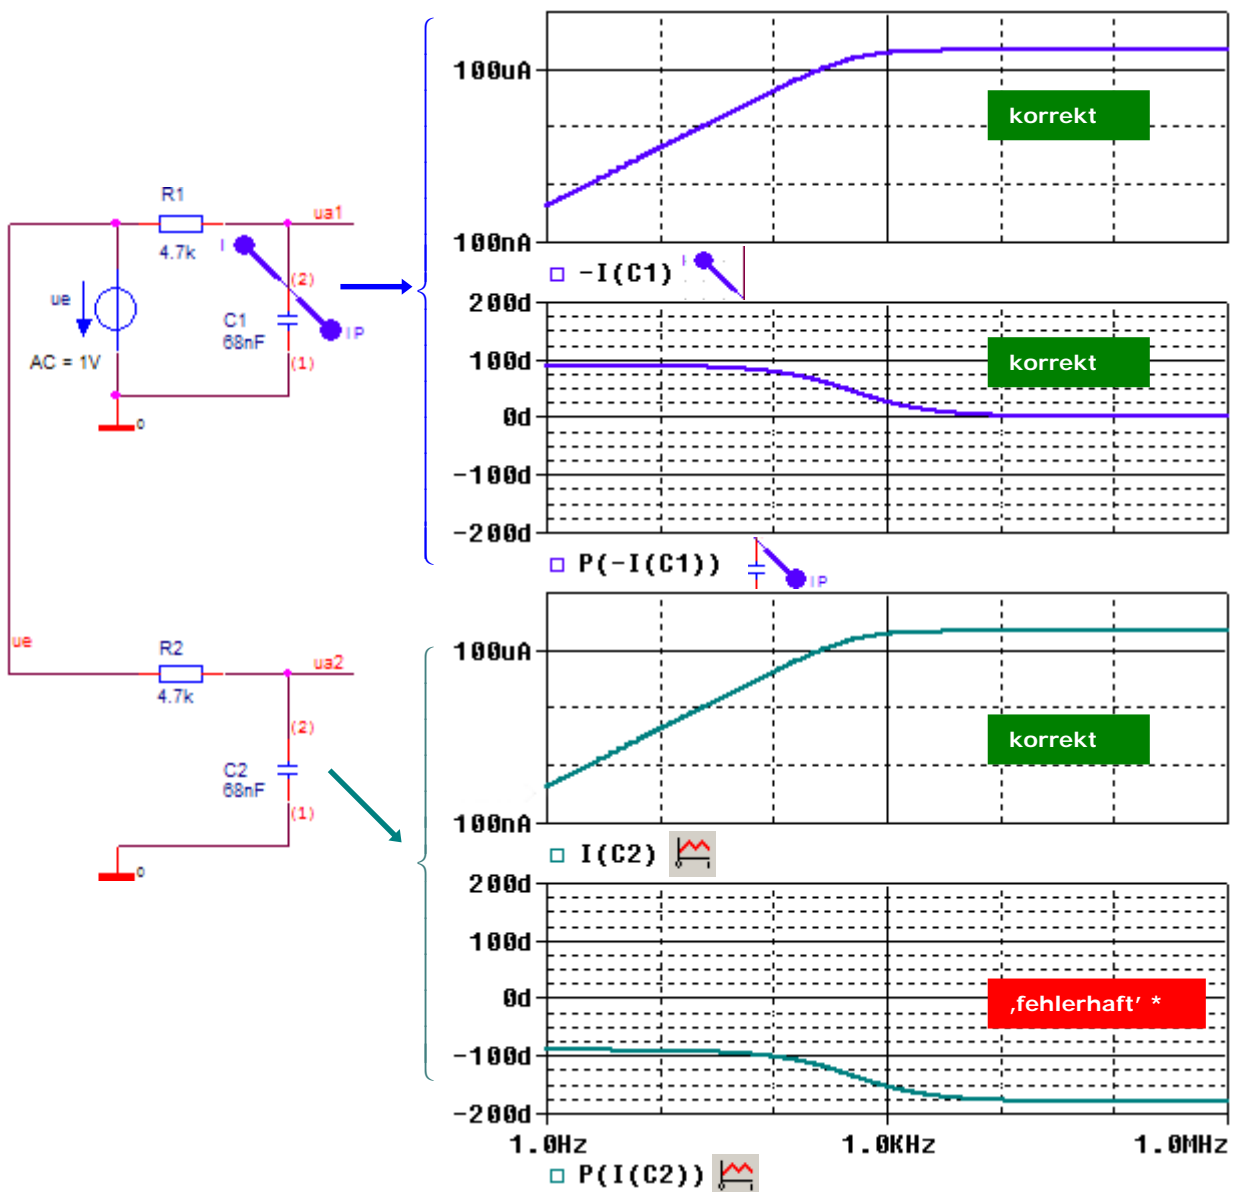 R1
4.7k
ua1
I
(2)
ue
C1
68nF
IP
AC = 1V
(1)
0
100uA
korrekt
100nA
-I(C1)
200d
100d
korrekt
0d
-100d
-200d
P(-I(C1))
IP
ue
R2
4.7k
ua2
(2)
C2
68nF
(1)
0
100uA
korrekt
100nA
I(C2)
200d
100d
0d
‚fehlerhaft’ *
-100d
-200d
1.0Hz 1.0KHz 1.0MHz
P(I(C2))